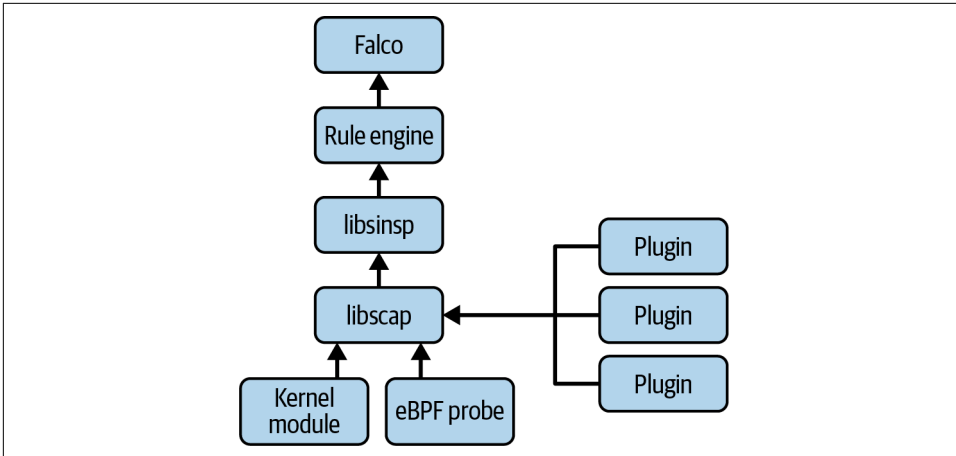 Falco
Rule engine
libsinsp
Plugin
libscap
Plugin
Plugin
Kernel
module
eBPF probe